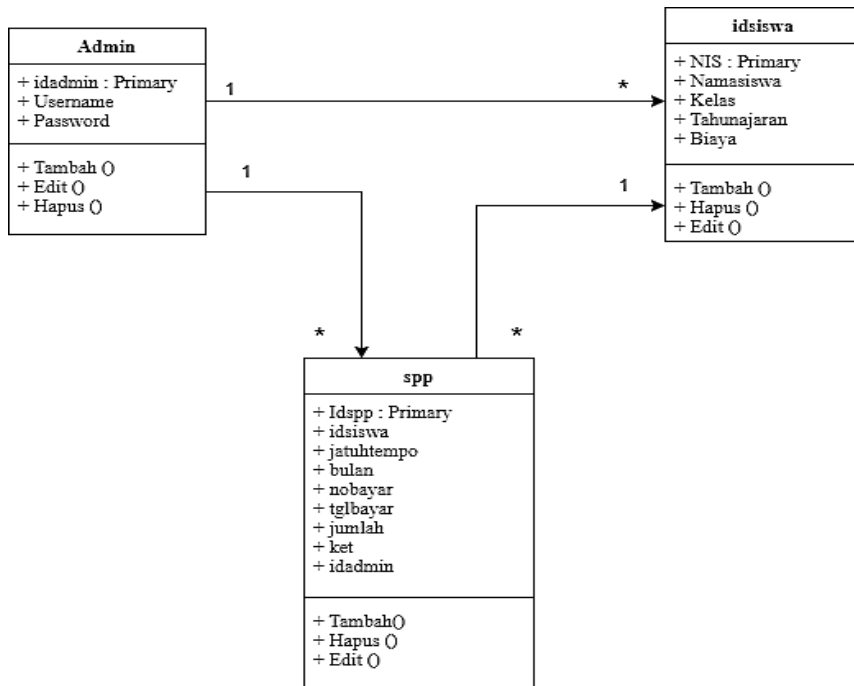 Admin
+ idadmin : Primary
+ Username
+ Password
+ Tambah ()
+ Edit ()
+ Hapus ()
1
*
1
*
idsiswa
+ NIS : Primary
+ Namasiswa
+ Kelas
+ Tahunajaran
+ Biaya
+ Tambah ()
+ Hapus ()
+ Edit ()
1
*
spp
+ Idspp : Primary
+ idsiswa
+ jatuhtempo
+ bulan
+ nobayar
+ tglbayar
+ jumlah
+ ket
+ idadmin
+ Tambah()
+ Hapus ()
+ Edit ()